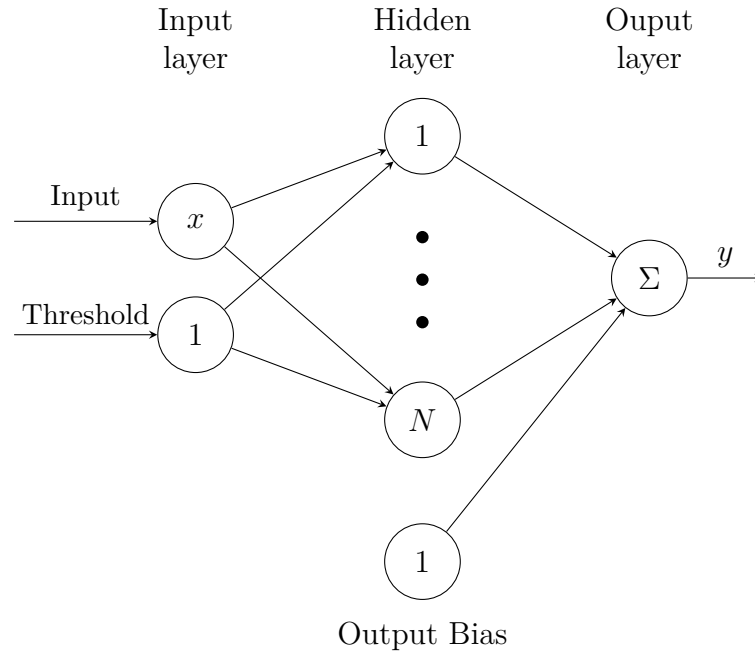 Input
layer
Hidden
layer
Ouput
layer
1
Input
x
Threshold
1
Σ
y
N
1
Output Bias